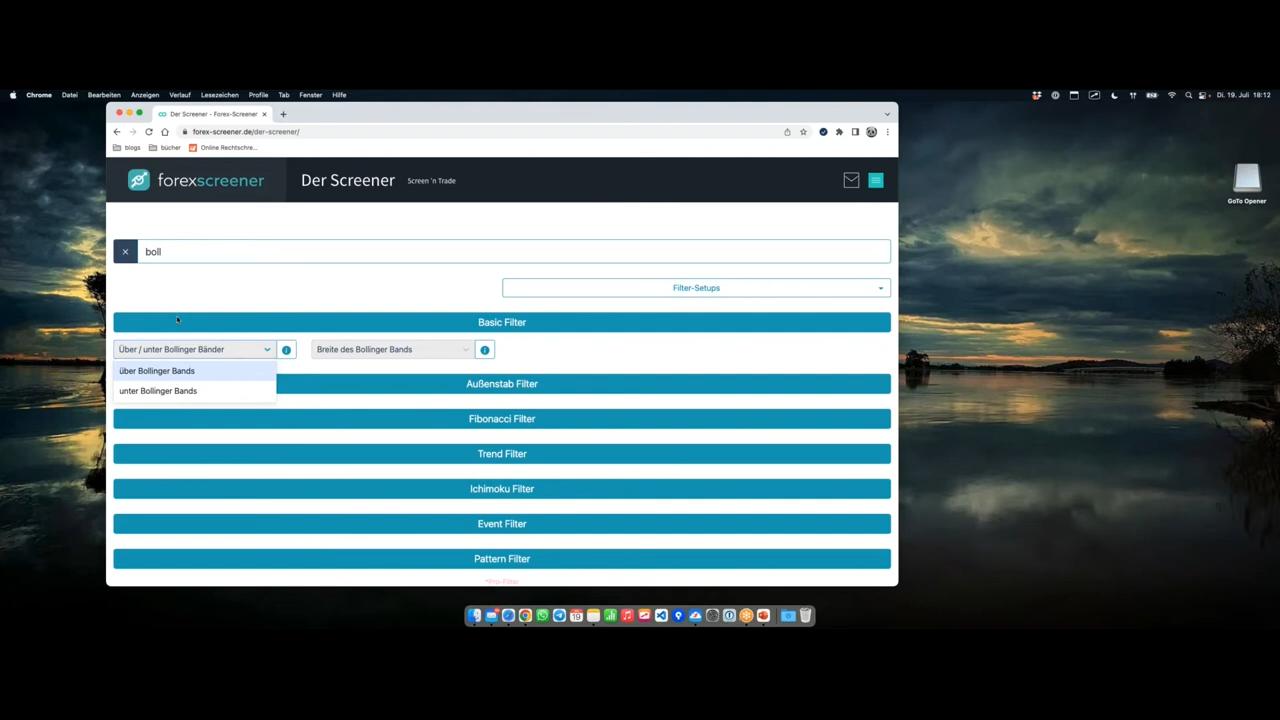 Chrome Datei Bearbeiten Anzeigen Verlauf Lesezeichen Profile Tab Fenster Hilfe
Di. 19. Juli 18:12
Der Screener - Forex-Screener
forex-screener.de/der-screener/
blogs bücher Online Rechtschre...
forexscreener Der Screener Screen 'n Trade
GoTo Opener
boll
Filter-Setups
Basic Filter
Über / unter Bollinger Bänder Breite des Bollinger Bands
über Bollinger Bands
unter Bollinger Bands
Außenstab Filter
Fibonacci Filter
Trend Filter
Ichimoku Filter
Event Filter
Pattern Filter
*Pro-Filter